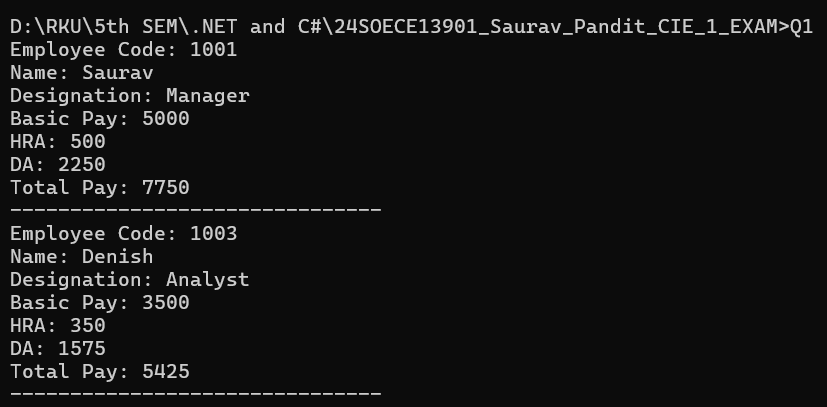 D:\RKU\5th SEM\.NET and C#\24SOECE13901_Saurav_Pandit_CIE_1_EXAM>Q1
Employee Code: 1001
Name: Saurav
Designation: Manager
Basic Pay: 5000
HRA: 500
DA: 2250
Total Pay: 7750
-------------------------------
Employee Code: 1003
Name: Denish
Designation: Analyst
Basic Pay: 3500
HRA: 350
DA: 1575
Total Pay: 5425
-------------------------------